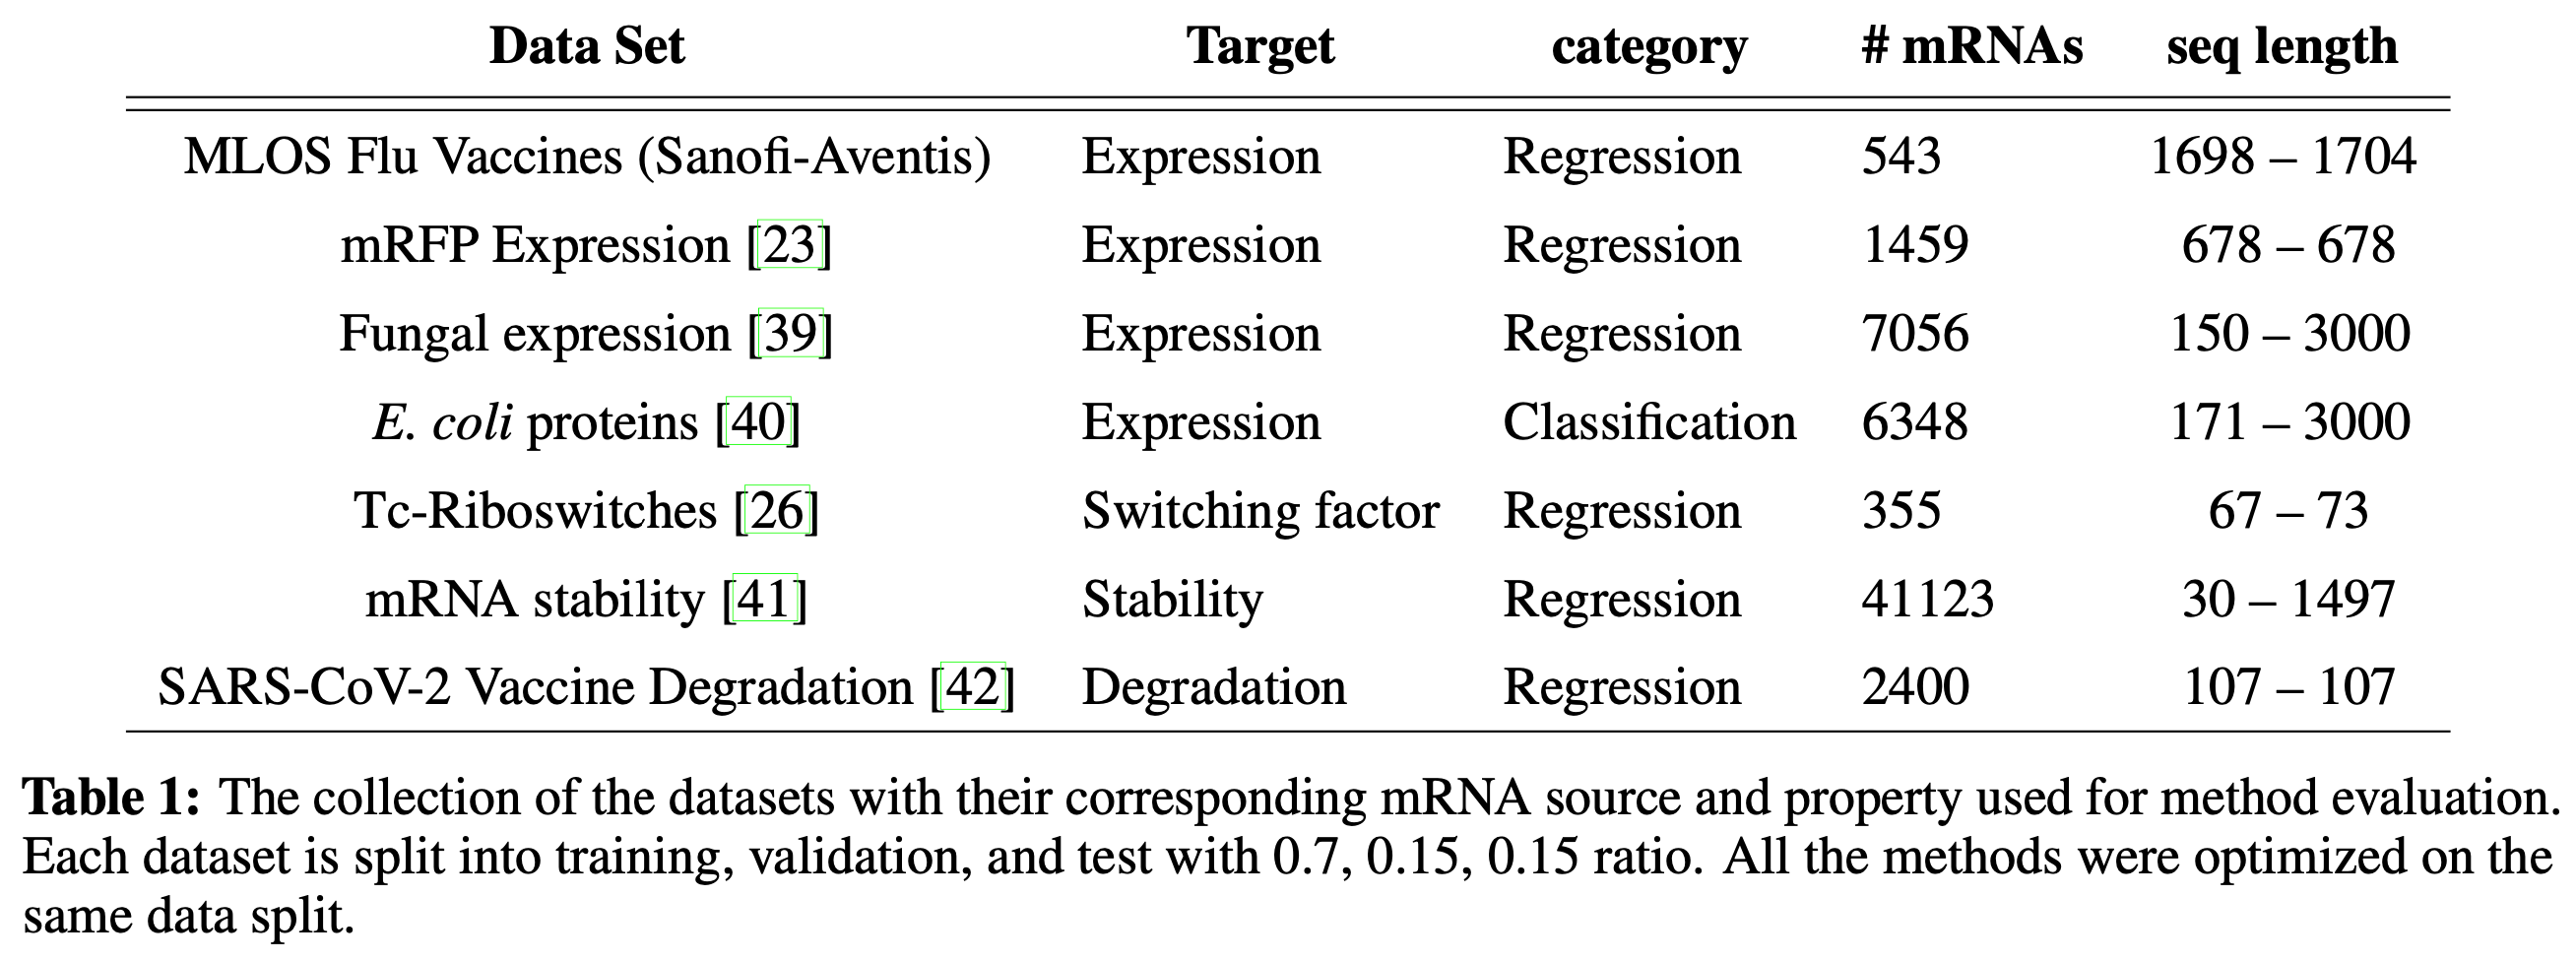 Data Set Target category # mRNAs seq length
MLOS Flu Vaccines (Sanofi-Aventis) Expression Regression 543 1698 – 1704
mRFP Expression [23] Expression Regression 1459 678 – 678
Fungal expression [39] Expression Regression 7056 150 – 3000
E. coli proteins [40] Expression Classification 6348 171 – 3000
Tc-Riboswitches [26] Switching factor Regression 355 67 – 73
mRNA stability [41] Stability Regression 41123 30 – 1497
SARS-CoV-2 Vaccine Degradation [42] Degradation Regression 2400 107 – 107
Table 1: The collection of the datasets with their corresponding mRNA source and property used for method evaluation.
Each dataset is split into training, validation, and test with 0.7, 0.15, 0.15 ratio. All the methods were optimized on the
same data split.